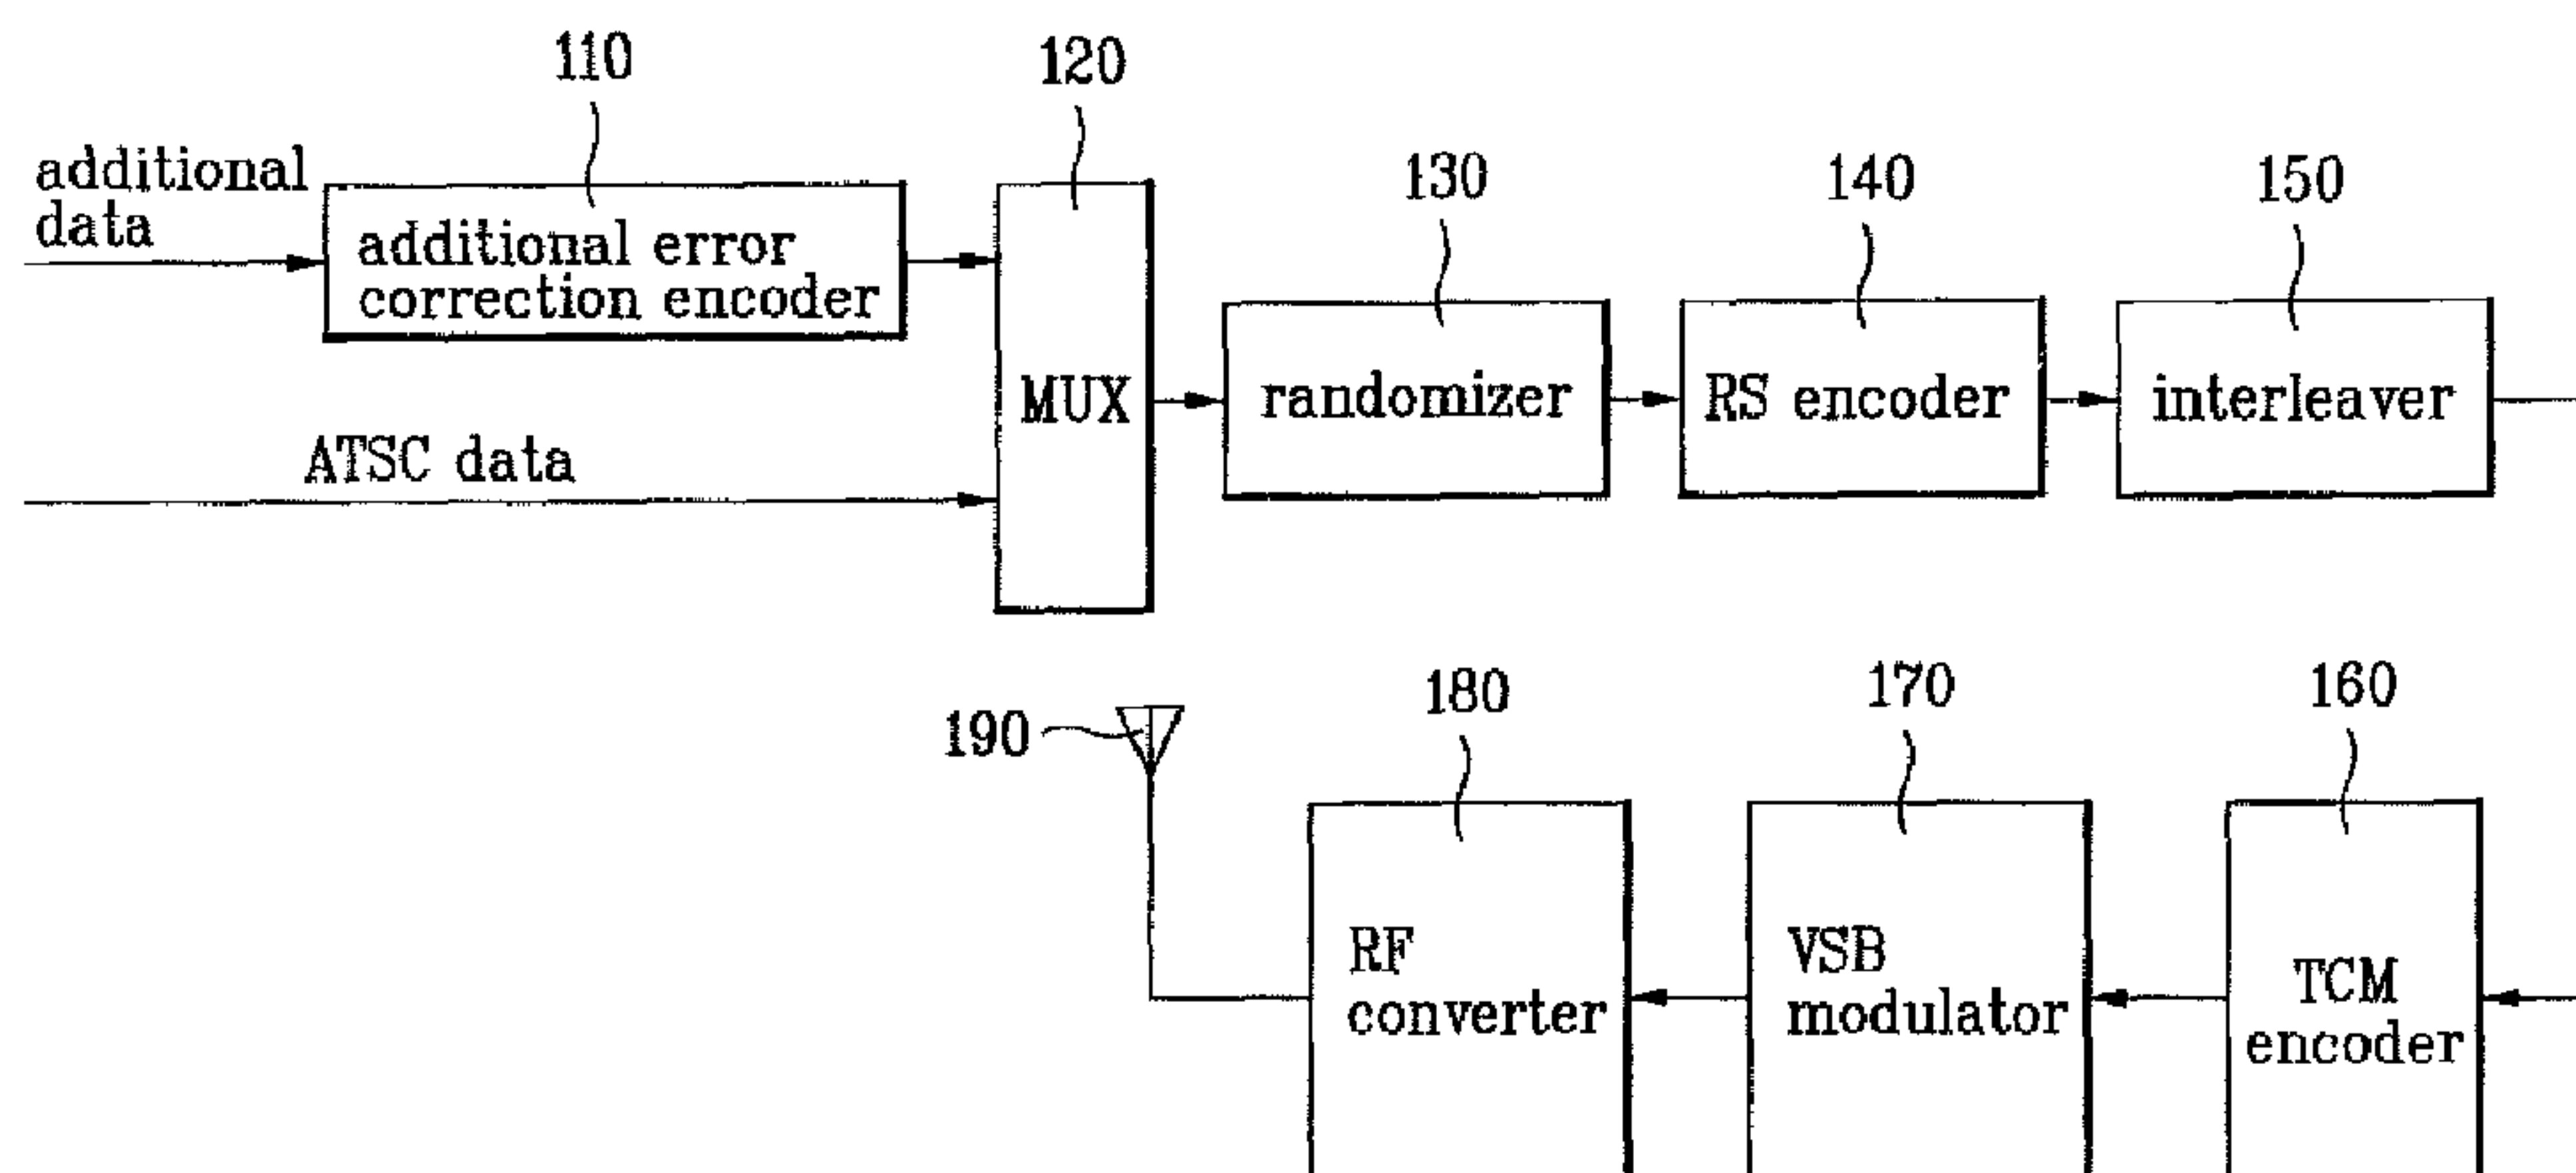 110
120
additional
data
130
140
150
additional error
correction encoder
MUX
randomizer
RS encoder
interleaver
ATSC data
190
180
170
160
RF
converter
VSB
modulator
TCM
encoder